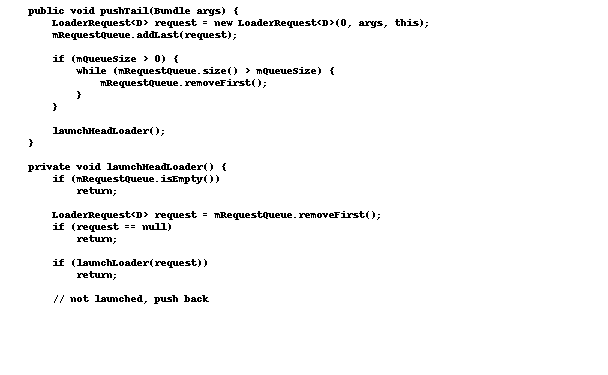 public void pushTail(Bundle args) {
LoaderRequest<D> request = new LoaderRequest<D>(0, args, this);
mRequestQueue.addLast(request);
if (mQueueSize > 0) {
while (mRequestQueue.size() > mQueueSize) {
mRequestQueue.removeFirst();
}
}
launchHeadLoader();
}
private void launchHeadLoader() {
if (mRequestQueue.isEmpty())
return;
LoaderRequest<D> request = mRequestQueue.removeFirst();
if (request == null)
return;
if (launchLoader(request))
return;
// not launched, push back